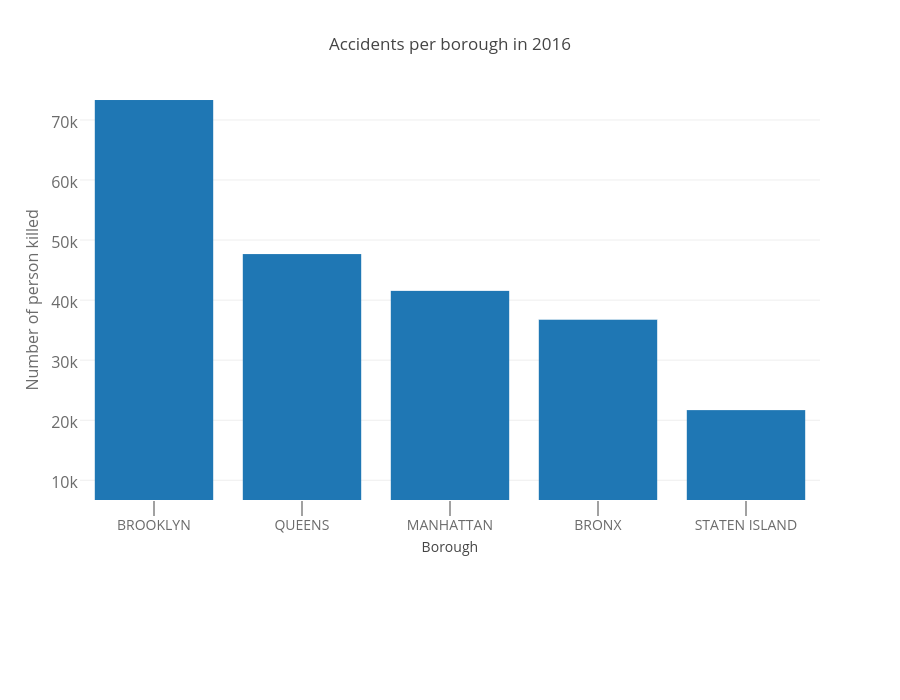 Accidents per borough in 2016
Number of person killed
70k
60k
50k
40k
30k
20k
10k
BROOKLYN QUEENS MANHATTAN BRONX STATEN ISLAND
Borough